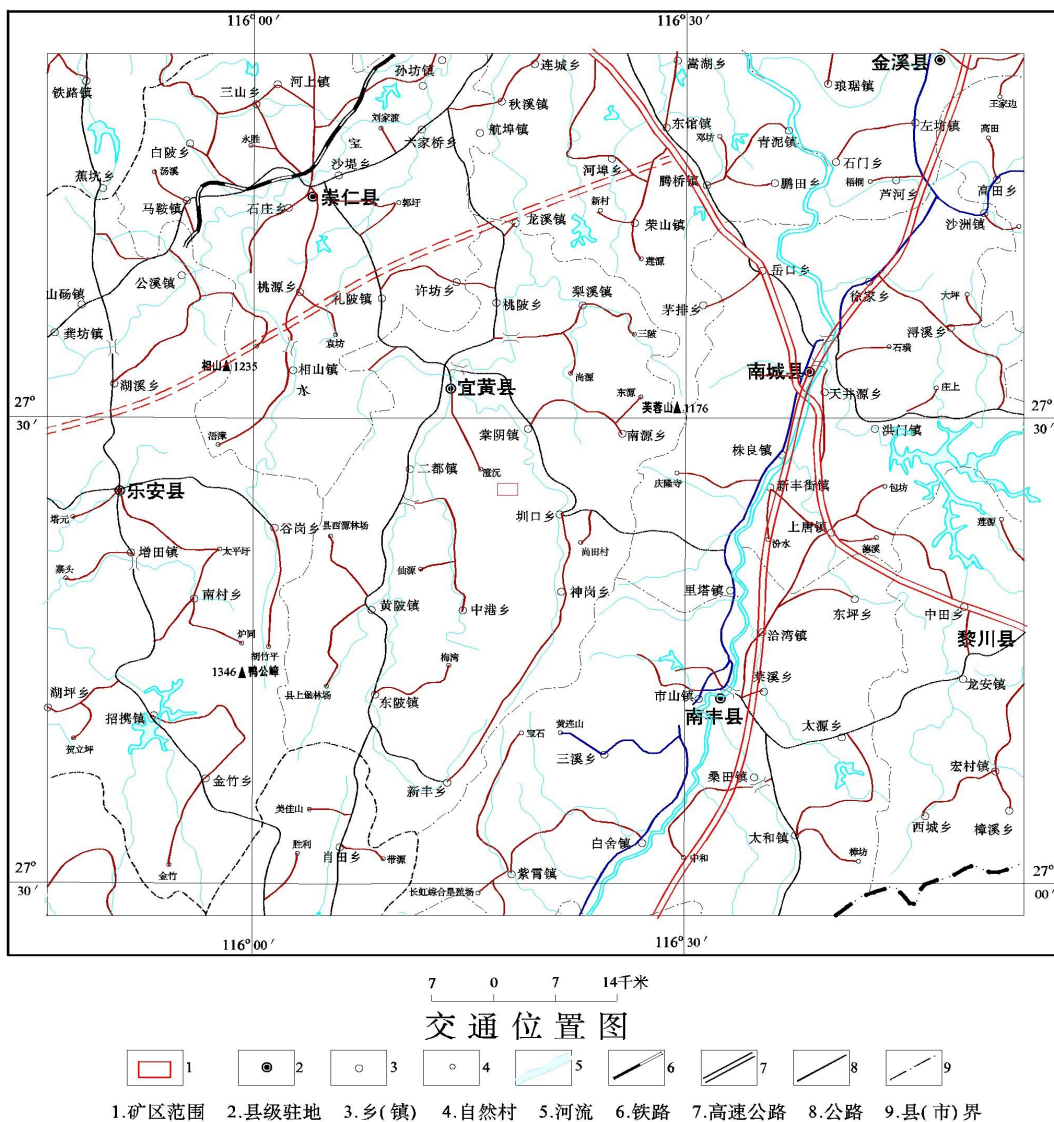 116° 00′
116° 30′
铁路镇
三山乡
河上镇
孙坊镇
连城乡
嵩湖乡
琅琚镇
金溪县
王家边
秋溪镇
航埠镇
刘家渡
宝
六家桥乡
永胜
白陂乡
汤溪
沙堤乡
东馆镇
邓坊
青泥镇
左坊镇
高田
石门乡
蕉坑乡
马鞍镇
石庄乡
崇仁县
郭圩
河埠乡
腾桥镇
鹏田乡
梧桐
芦河乡
高田乡
新村
龙溪镇
荣山镇
莲源
沙洲镇
公溪镇
桃源乡
礼陂镇
许坊乡
桃陂乡
梨溪镇
岳口乡
徐家乡
大坪
山砀镇
龚坊镇
袁坊
三陂
茅排乡
浔溪乡
石璜
相山
1235
相山镇
水
湖溪乡
宜黄县
尚源
东源
芙蓉山
1176
南城县
天井源乡
庄上
27° 30
27° 30
浯漳
棠阴镇
南源乡
洪门镇
株良镇
二都镇
澄沅
庆隆寺
新丰街镇
包坊
乐安县
塔元
谷岗乡
县西源林场
圳口乡
上唐镇
莲源
增田镇
太平圩
尚田村
汾水
德溪
寨头
仙源
南村乡
黄陂镇
中港乡
神岗乡
里塔镇
东坪乡
中田乡
炉桐
洽湾镇
黎川县
胡竹平
1346
鸭公嶂
梅湾
湖坪乡
县上堡林场
东陂镇
市山镇
莘溪乡
南丰县
龙安镇
招携镇
贺立坪
宝石
黄连山
三溪乡
太源乡
金竹乡
新丰乡
桑田镇
宏村镇
美佳山
西城乡
樟溪乡
胜利
肖田乡
带源
白舍镇
太和镇
中和
樟坊
金竹
紫霄镇
长虹综合垦殖场
27° 30
27° 00′
116° 00′
116° 30′
7 0 7 14千米
交通位置图
1 2 3 4 5 6 7 8 9
1.矿区范围 2.县级驻地 3.乡(镇) 4.自然村 5.河流 6.铁路 7.高速公路 8.公路 9.县(市)界